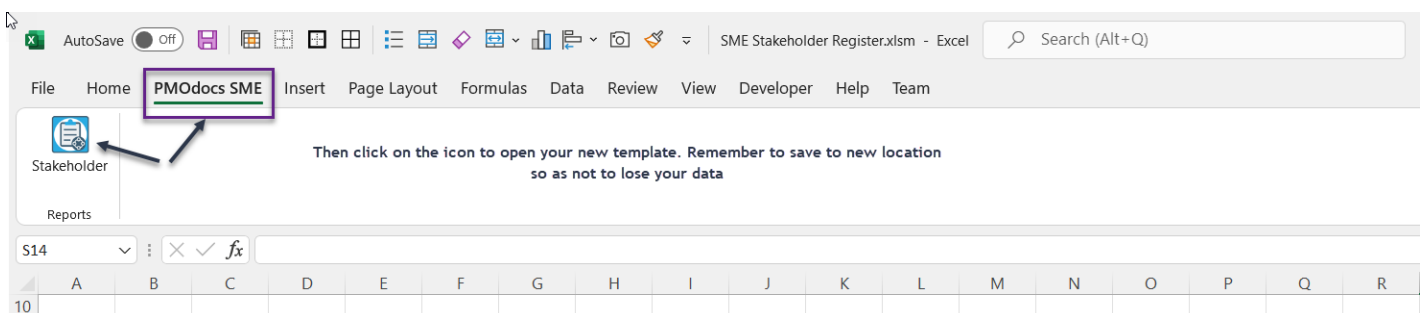 AutoSave Off SME Stakeholder Register.xlsm - Excel Search (Alt+Q)
File Home PMOdocs SME Insert Page Layout Formulas Data Review View Developer Help Team
Stakeholder
Reports
Then click on the icon to open your new template. Remember to save to new location
so as not to lose your data
S14 fx
A B C D E F G H I J K L M N O P Q R
10